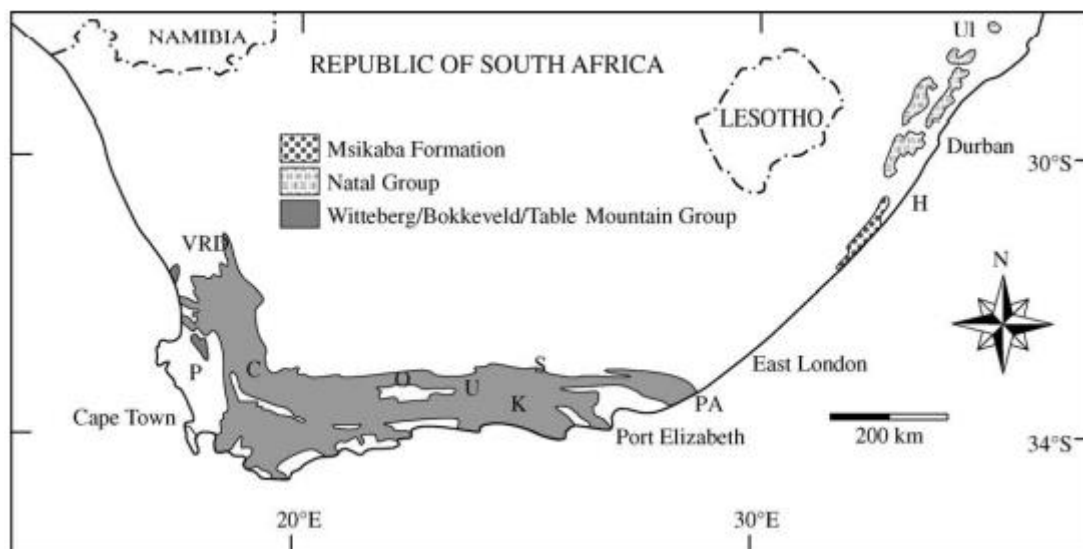 NAMIBIA
REPUBLIC OF SOUTH AFRICA
LESOTHO
Ul
Msikaba Formation
Natal Group
Witteberg/Bokkeveld/Table Mountain Group
Durban
30°S
H
VRD
N
P
C
O
U
S
K
East London
PA
Cape Town
Port Elizabeth
200 km
34°S
20°E
30°E